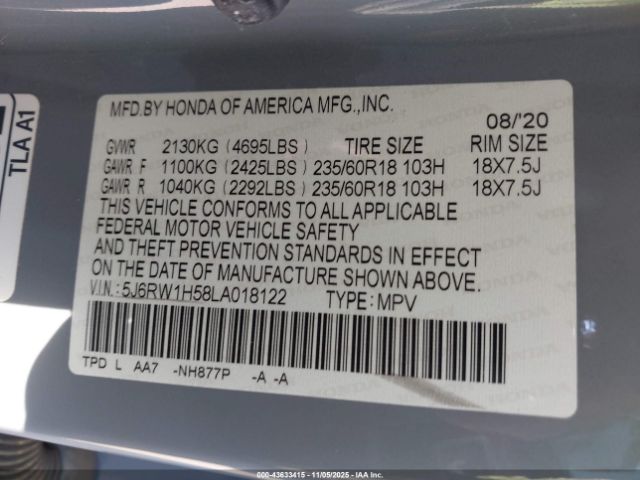 TLA A1
MFD.BY HONDA OF AMERICA MFG.,INC.
08/'20
GVWR 2130KG (4695LBS) TIRE SIZE RIM SIZE
GAWR F 1100KG (2425LBS) 235/60R18 103H 18X7.5J
GAWR R 1040KG (2292LBS) 235/60R18 103H 18X7.5J
THIS VEHICLE CONFORMS TO ALL APPLICABLE
FEDERAL MOTOR VEHICLE SAFETY
AND THEFT PREVENTION STANDARDS IN EFFECT
ON THE DATE OF MANUFACTURE SHOWN ABOVE.
V.I.N.:5J6RW1H58LA018122 TYPE:MPV
TPD L AA7 -NH877P -A -A
000-43633415 - 11/05/2025 - IAA Inc.